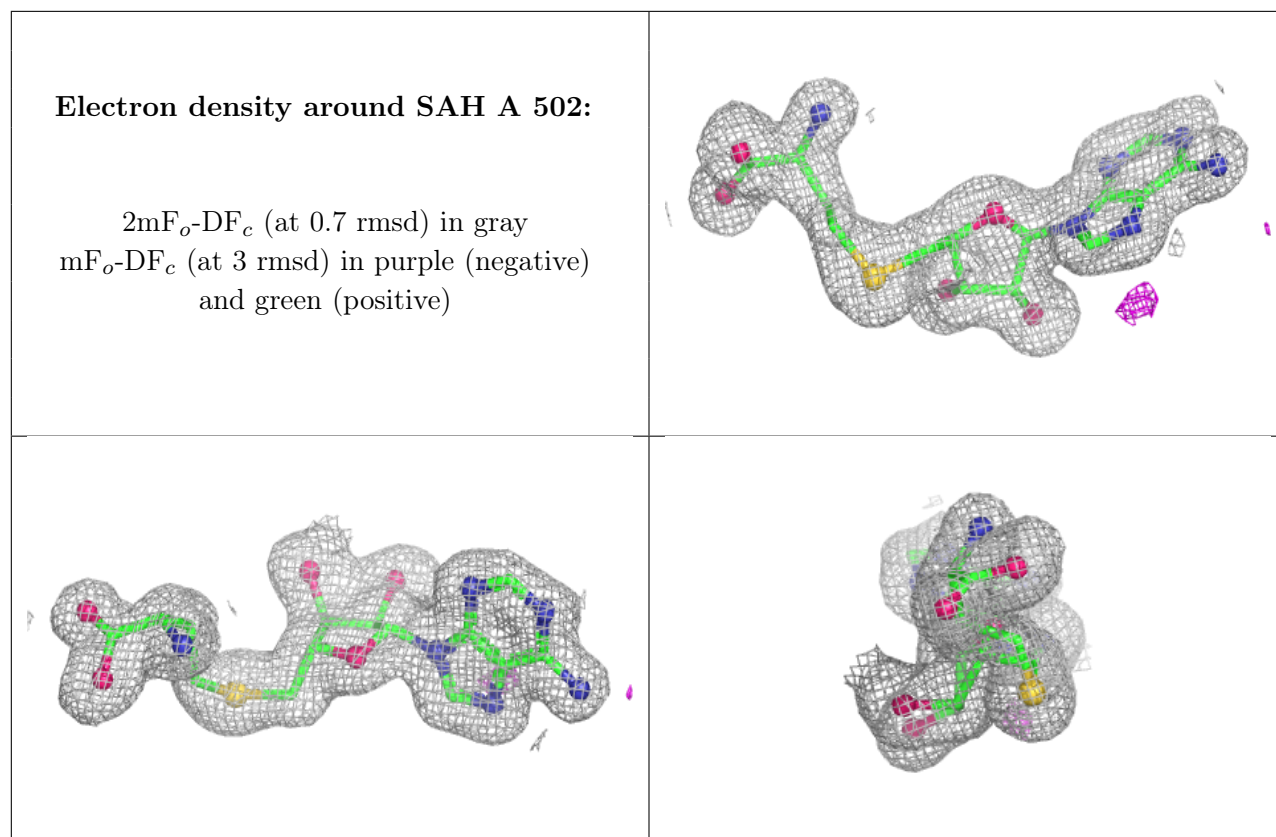 Electron density around SAH A 502:
2mFo-DFc (at 0.7 rmsd) in gray
mFo-DFc (at 3 rmsd) in purple (negative)
and green (positive)